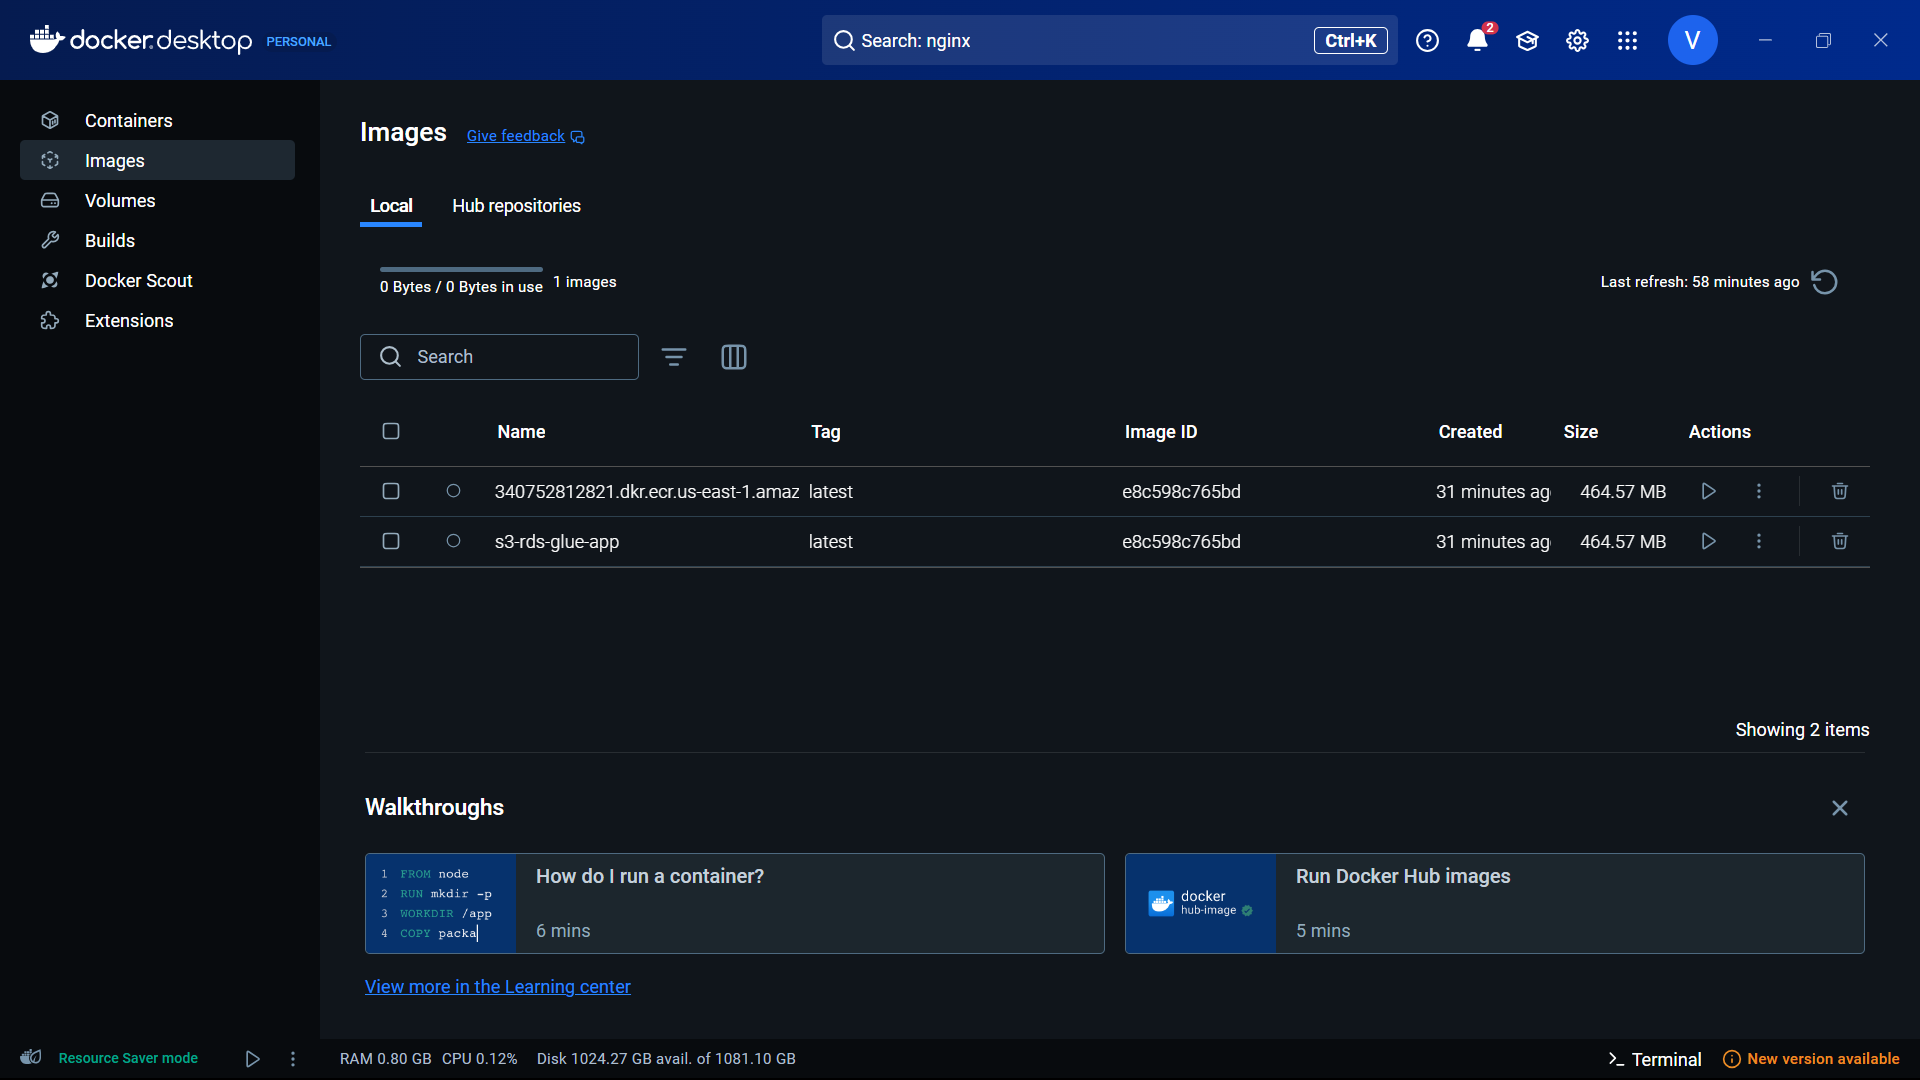 docker.desktop PERSONAL
Search: nginx Ctrl+K
2
V
Containers
Images
Volumes
Builds
Docker Scout
Extensions
Images Give feedback
Local Hub repositories
0 Bytes / 0 Bytes in use 1 images
Last refresh: 58 minutes ago
Search
Name Tag Image ID Created Size Actions
340752812821.dkr.ecr.us-east-1.amaz latest e8c598c765bd 31 minutes ag 464.57 MB
s3-rds-glue-app latest e8c598c765bd 31 minutes ag 464.57 MB
Showing 2 items
Walkthroughs
1 FROM node
2 RUN mkdir -p
3 WORKDIR /app
4 COPY packa
How do I run a container?
6 mins
docker
hub-image
Run Docker Hub images
5 mins
View more in the Learning center
Resource Saver mode
RAM 0.80 GB CPU 0.12% Disk 1024.27 GB avail. of 1081.10 GB
>_ Terminal
New version available